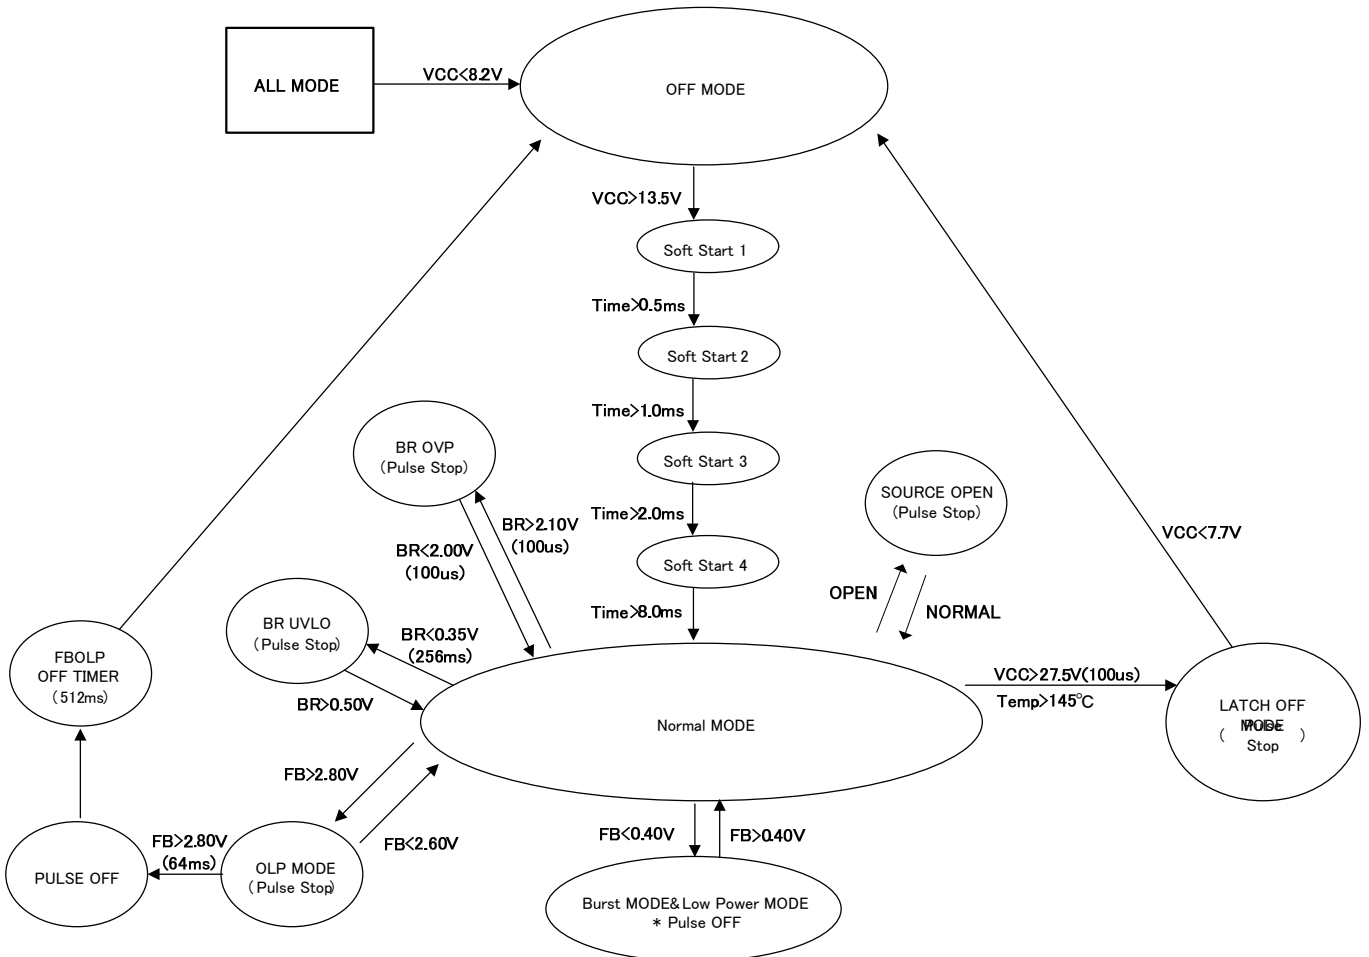 ALL MODE
VCC<8.2V
OFF MODE
VCC>13.5V
Soft Start 1
Time>0.5ms
Soft Start 2
Time>1.0ms
Soft Start 3
Time>2.0ms
Soft Start 4
Time>8.0ms
BR OVP
(Pulse Stop)
BR>2.10V
(100us)
BR<2.00V
(100us)
SOURCE OPEN
(Pulse Stop)
OPEN
NORMAL
VCC<7.7V
BR UVLO
(Pulse Stop)
BR<0.35V
(256ms)
BR>0.50V
FBOLP
OFF TIMER
(512ms)
Normal MODE
VCC>27.5V(100us)
Temp>145℃
LATCH OFF
MODE
( Pulse )
Stop
FB>2.80V
FB<2.60V
FB>2.80V
(64ms)
PULSE OFF
OLP MODE
(Pulse Stop)
FB<0.40V
FB>0.40V
Burst MODE&Low Power MODE
* Pulse OFF